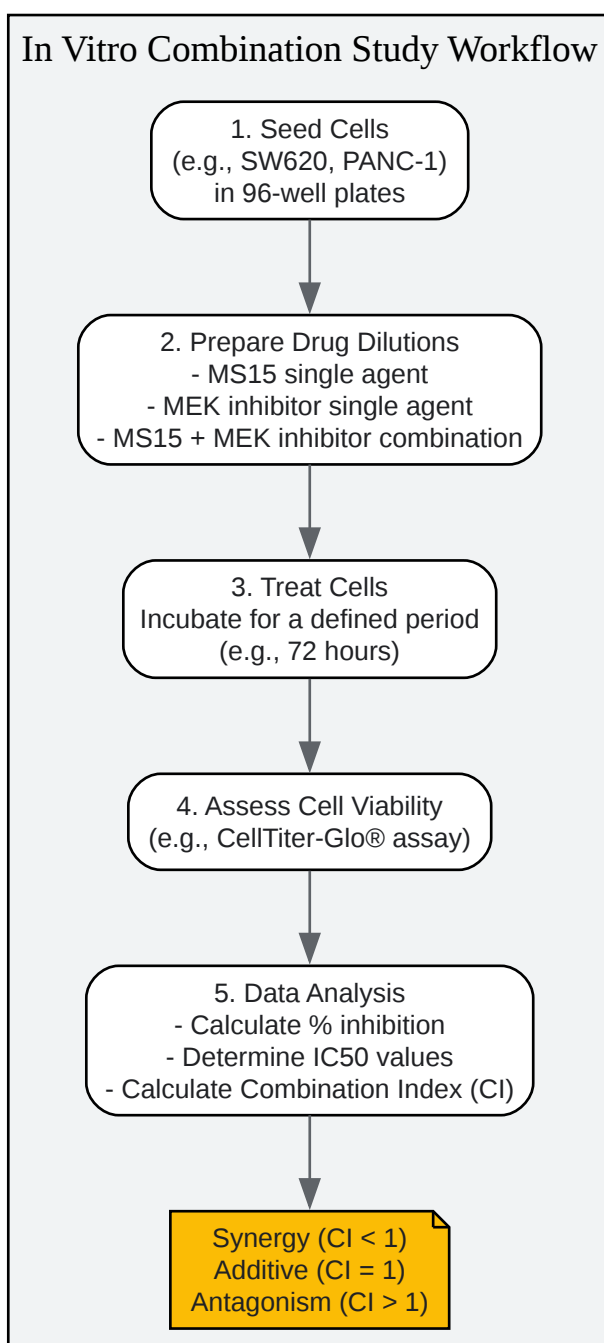 In Vitro Combination Study Workflow
1. Seed Cells
(e.g., SW620, PANC-1)
in 96-well plates
2. Prepare Drug Dilutions
- MS15 single agent
- MEK inhibitor single agent
- MS15 + MEK inhibitor combination
3. Treat Cells
Incubate for a defined period
(e.g., 72 hours)
4. Assess Cell Viability
(e.g., CellTiter-Glo® assay)
5. Data Analysis
- Calculate % inhibition
- Determine IC50 values
- Calculate Combination Index (CI)
Synergy (CI < 1)
Additive (CI = 1)
Antagonism (CI > 1)